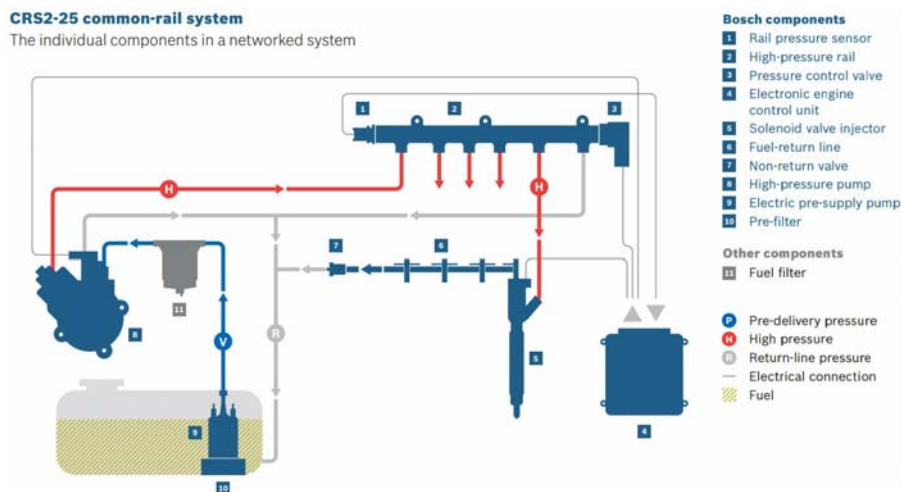 CRS2-25 common-rail system
The individual components in a networked system
Bosch components
1 Rail pressure sensor
2 High-pressure rail
3 Pressure control valve
4 Electronic engine
control unit
5 Solenoid valve injector
6 Fuel-return line
7 Non-return valve
8 High-pressure pump
9 Electric pre-supply pump
10 Pre-filter
Other components
11 Fuel filter
P Pre-delivery pressure
H High pressure
R Return-line pressure
Electrical connection
Fuel
1
2
3
H
H
7
6
11
8
V
R
5
9
4
10